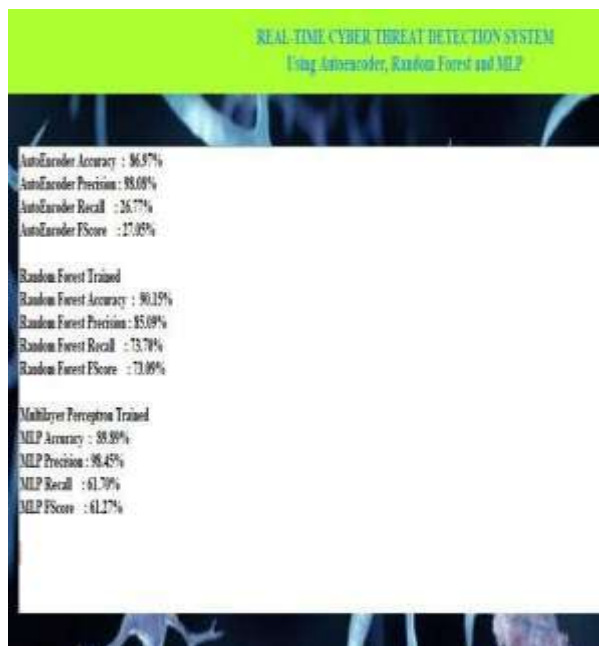 REAL-TIME CYBER THREAT DETECTION SYSTEM
Using Autoencoder, Random Forest and MLP
AutoEncoder Accuracy : 86.97%
AutoEncoder Precision : 98.08%
AutoEncoder Recall : 26.77%
AutoEncoder FScore : 27.05%
Random Forest Trained
Random Forest Accuracy : 90.15%
Random Forest Precision : 85.09%
Random Forest Recall : 73.70%
Random Forest FScore : 73.09%
Multilayer Perceptron Trained
MLP Accuracy : 89.89%
MLP Precision : 98.45%
MLP Recall : 61.70%
MLP FScore : 61.27%